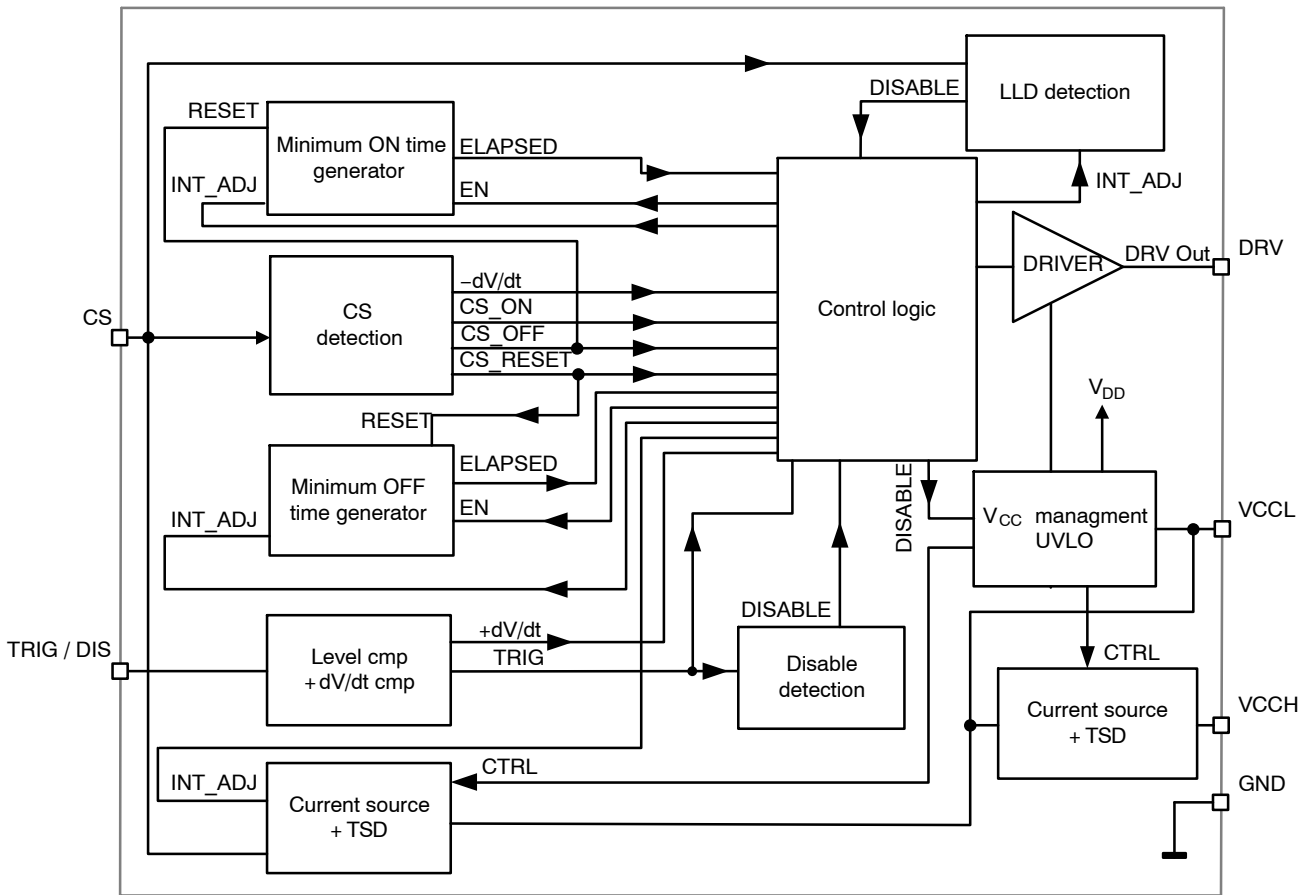 LLD detection
DISABLE
RESET
Minimum ON time
generator
ELAPSED
INT_ADJ
EN
INT_ADJ
DRIVER
DRV Out
DRV
CS
CS
detection
−dV/dt
CS_ON
CS_OFF
CS_RESET
Control logic
VDD
RESET
Minimum OFF
time generator
ELAPSED
EN
INT_ADJ
DISABLE
VCC managment
UVLO
VCCL
TRIG / DIS
Level cmp
+dV/dt cmp
+dV/dt
TRIG
DISABLE
Disable
detection
CTRL
Current source
+ TSD
VCCH
GND
INT_ADJ
Current source
+ TSD
CTRL